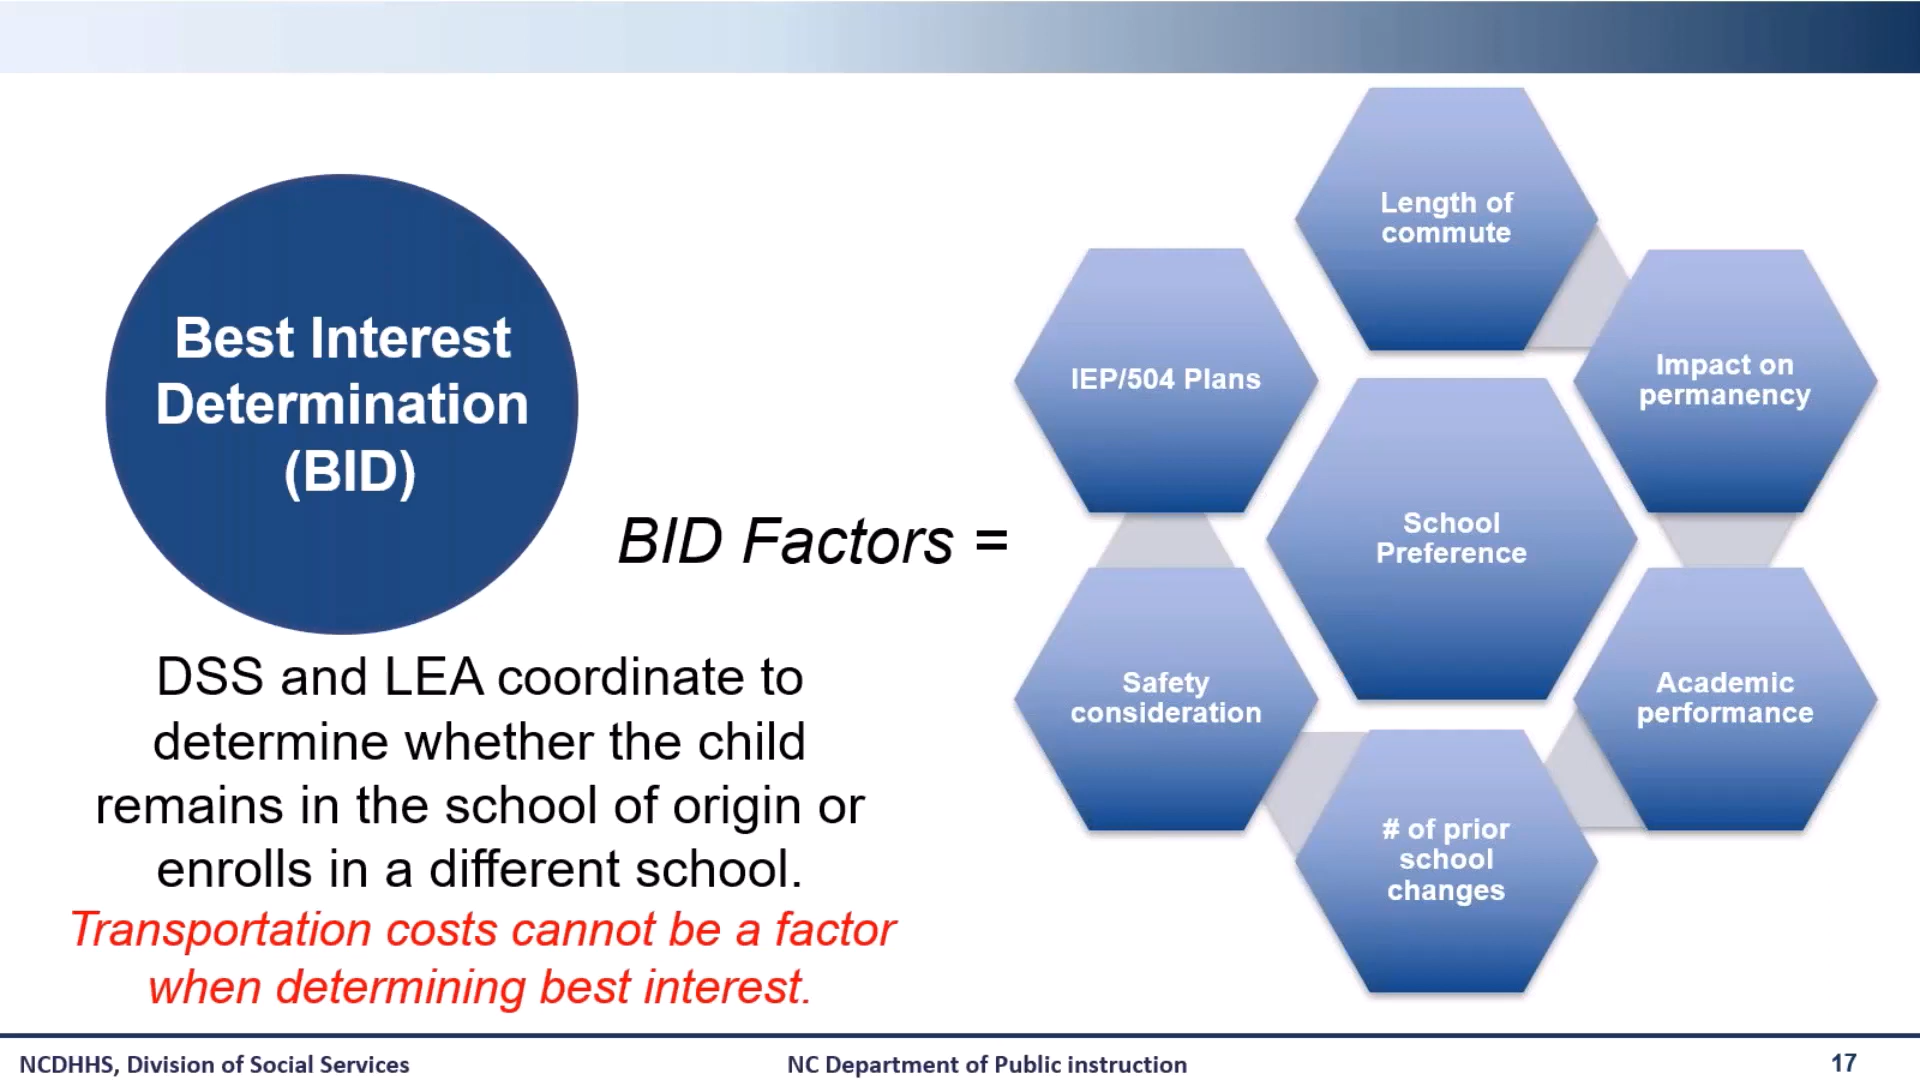 Best Interest
Determination
(BID)
BID Factors =
DSS and LEA coordinate to
determine whether the child
remains in the school of origin or
enrolls in a different school.
Transportation costs cannot be a factor
when determining best interest.
Length of
commute
Impact on
permanency
Academic
performance
# of prior
school
changes
Safety
consideration
IEP/504 Plans
School
Preference
NCDHHS, Division of Social Services
NC Department of Public instruction
17